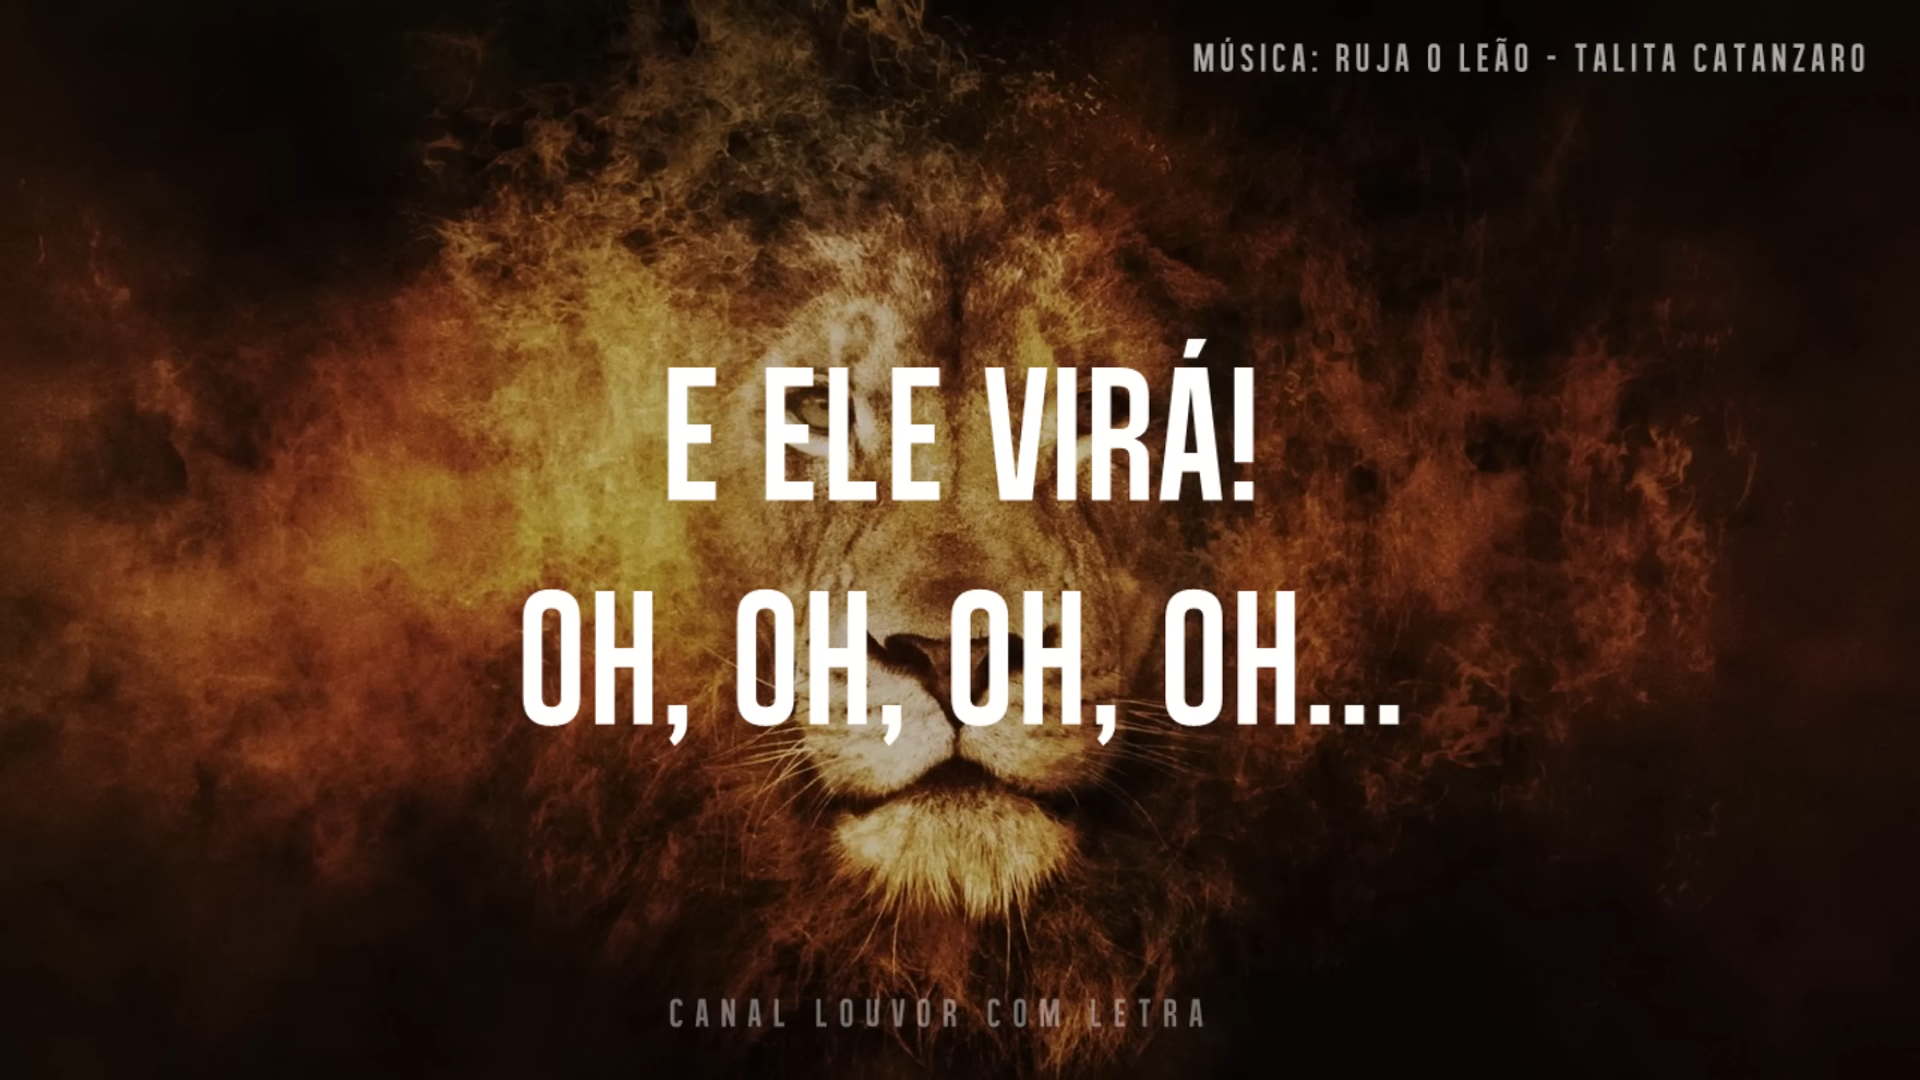 MÚSICA: RUJA O LEÃO - TALITA CATANZARO
E ELE VIRÁ!
OH, OH, OH, OH...
CANAL LOUVOR COM LETRA